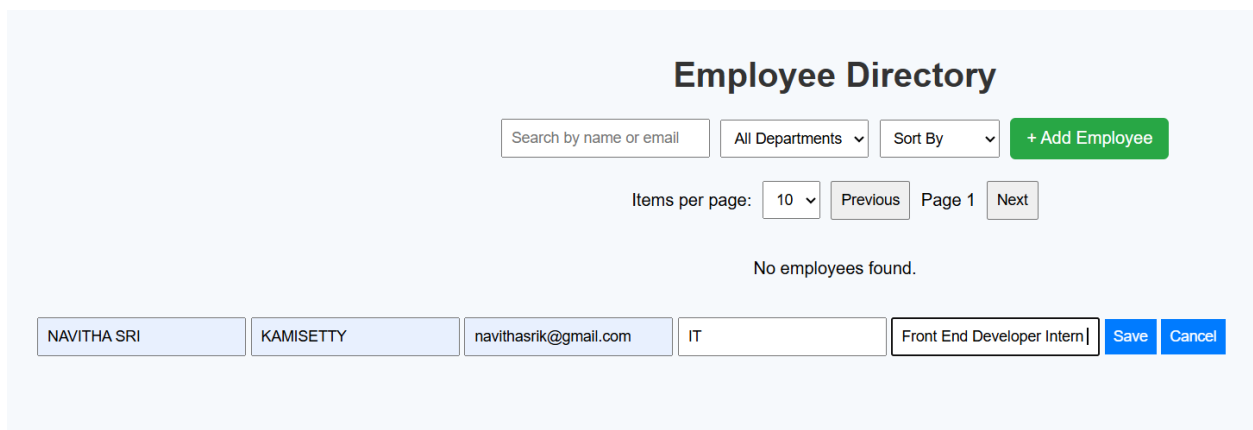 Employee Directory
Search by name or email All Departments Sort By + Add Employee
Items per page: 10 Previous Page 1 Next
No employees found.
NAVITHA SRI KAMISETTY navithasrik@gmail.com IT Front End Developer Intern Save Cancel